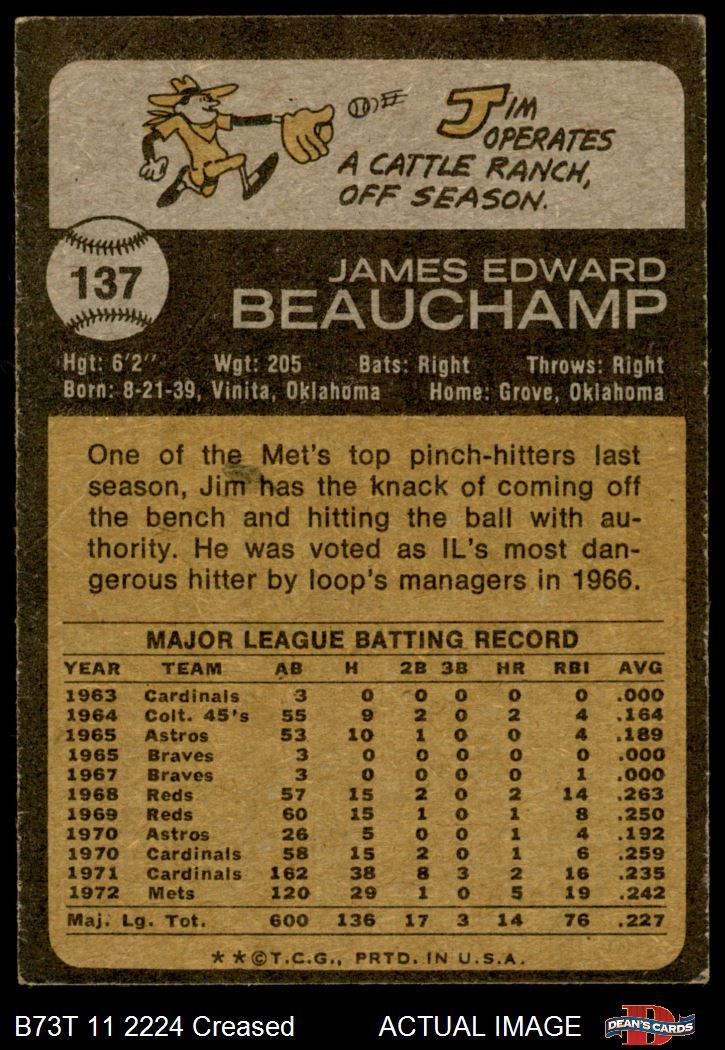 JIM
OPERATES
A CATTLE RANCH,
OFF SEASON.
137
JAMES EDWARD
BEAUCHAMP
Hgt: 6'2" Wgt: 205 Bats: Right Throws: Right
Born: 8-21-39, Vinita, Oklahoma Home: Grove, Oklahoma
One of the Met's top pinch-hitters last
season, Jim has the knack of coming off
the bench and hitting the ball with au-
thority. He was voted as IL's most dan-
gerous hitter by loop's managers in 1966.
MAJOR LEAGUE BATTING RECORD
YEAR TEAM AB H 2B 3B HR RBI AVG
1963 Cardinals 3 0 0 0 0 0 .000
1964 Colt. 45's 55 9 2 0 2 4 .164
1965 Astros 53 10 1 0 0 4 .189
1965 Braves 3 0 0 0 0 0 .000
1967 Braves 3 0 0 0 0 1 .000
1968 Reds 57 15 2 0 2 14 .263
1969 Reds 60 15 1 0 1 8 .250
1970 Astros 26 5 0 0 1 4 .192
1970 Cardinals 58 15 2 0 1 6 .259
1971 Cardinals 162 38 8 3 2 16 .235
1972 Mets 120 29 1 0 5 19 .242
Maj. Lg. Tot. 600 136 17 3 14 76 .227
**©T.C.G., PRTD. IN U.S.A.
B73T 11 2224 Creased ACTUAL IMAGE
D
DEAN'S CARDS